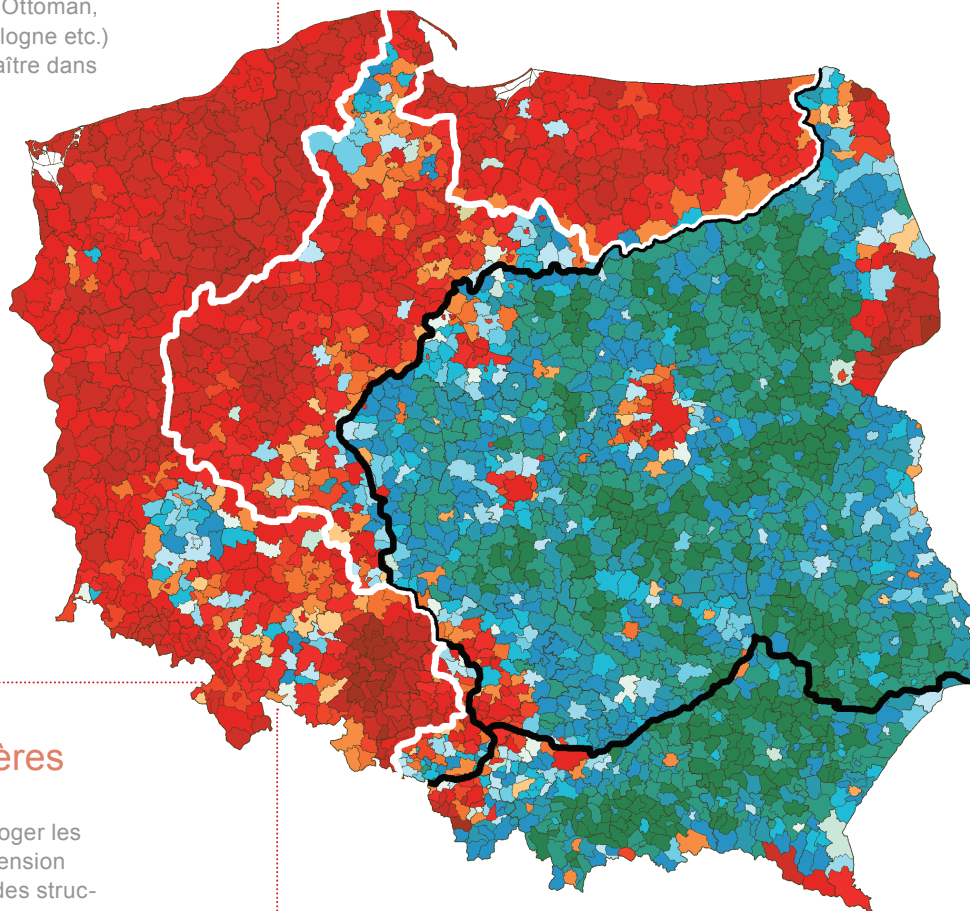 Ottoman,
logne etc.)
aître dans
ères
oger les
ension
des struc-